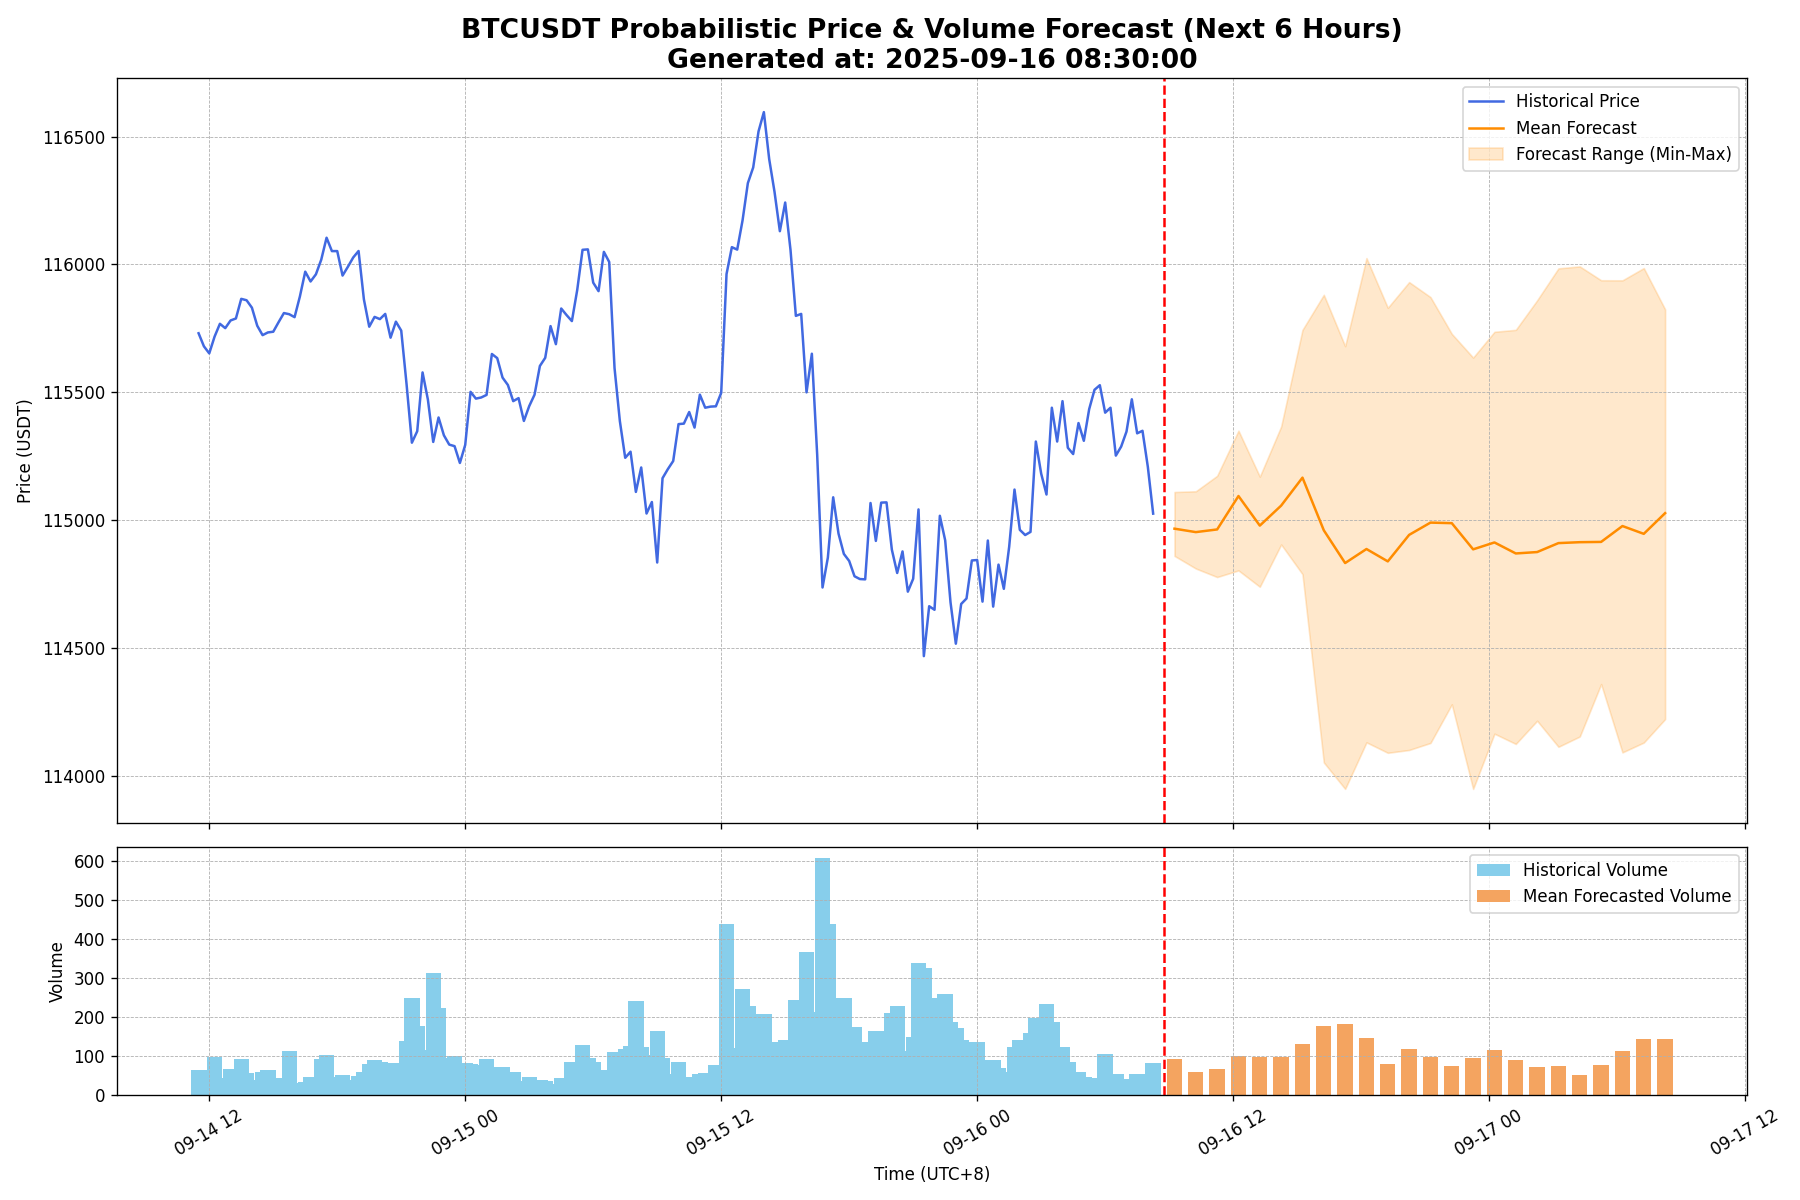 BTCUSDT Probabilistic Price & Volume Forecast (Next 6 Hours)
Generated at: 2025-09-16 08:30:00
Historical Price
Mean Forecast
Forecast Range (Min-Max)
116500
116000
115500
115000
114500
114000
Price (USDT)
Historical Volume
Mean Forecasted Volume
600
500
400
300
200
100
0
Volume
09-14 12
09-15 00
09-15 12
09-16 00
09-16 12
09-17 00
09-17 12
Time (UTC+8)